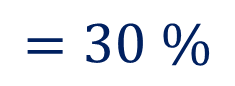 = 30 %